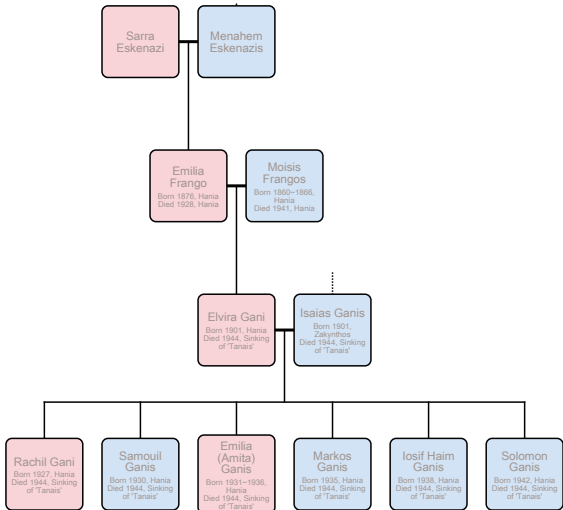 Sarra
Eskenazi
Menahem
Eskenazis
Emilia
Frango
Born 1876, Hania
Died 1928, Hania
Moisis
Frangos
Born 1860~1866,
Hania
Died 1941, Hania
Elvira Gani
Born 1901, Hania
Died 1944, Sinking
of 'Tanais'
Isaias Ganis
Born 1901,
Zakynthos
Died 1944, Sinking
of 'Tanais'
Rachil Gani
Born 1927, Hania
Died 1944, Sinking
of 'Tanais'
Samouil
Ganis
Born 1930, Hania
Died 1944, Sinking
of 'Tanais'
Emilia
(Amita)
Ganis
Born 1931~1936,
Hania
Died 1944, Sinking
of 'Tanais'
Markos
Ganis
Born 1935, Hania
Died 1944, Sinking
of 'Tanais'
Iosif Haim
Ganis
Born 1938, Hania
Died 1944, Sinking
of 'Tanais'
Solomon
Ganis
Born 1942, Hania
Died 1944, Sinking
of 'Tanais'